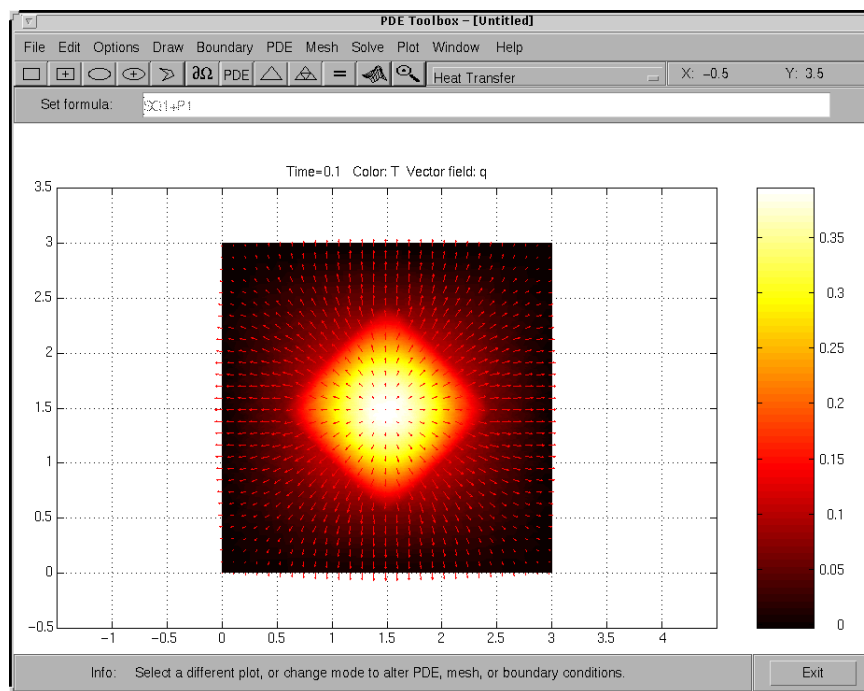 PDE Toolbox – [Untitled]
File Edit Options Draw Boundary PDE Mesh Solve Plot Window Help
∂Ω PDE = Heat Transfer X: −0.5 Y: 3.5
Set formula: SQ1+P1
Time=0.1 Color: T Vector field: q
3.5
3
2.5
2
1.5
1
0.5
0
−0.5
−1 −0.5 0 0.5 1 1.5 2 2.5 3 3.5 4
0.35
0.3
0.25
0.2
0.15
0.1
0.05
0
Info: Select a different plot, or change mode to alter PDE, mesh, or boundary conditions. Exit